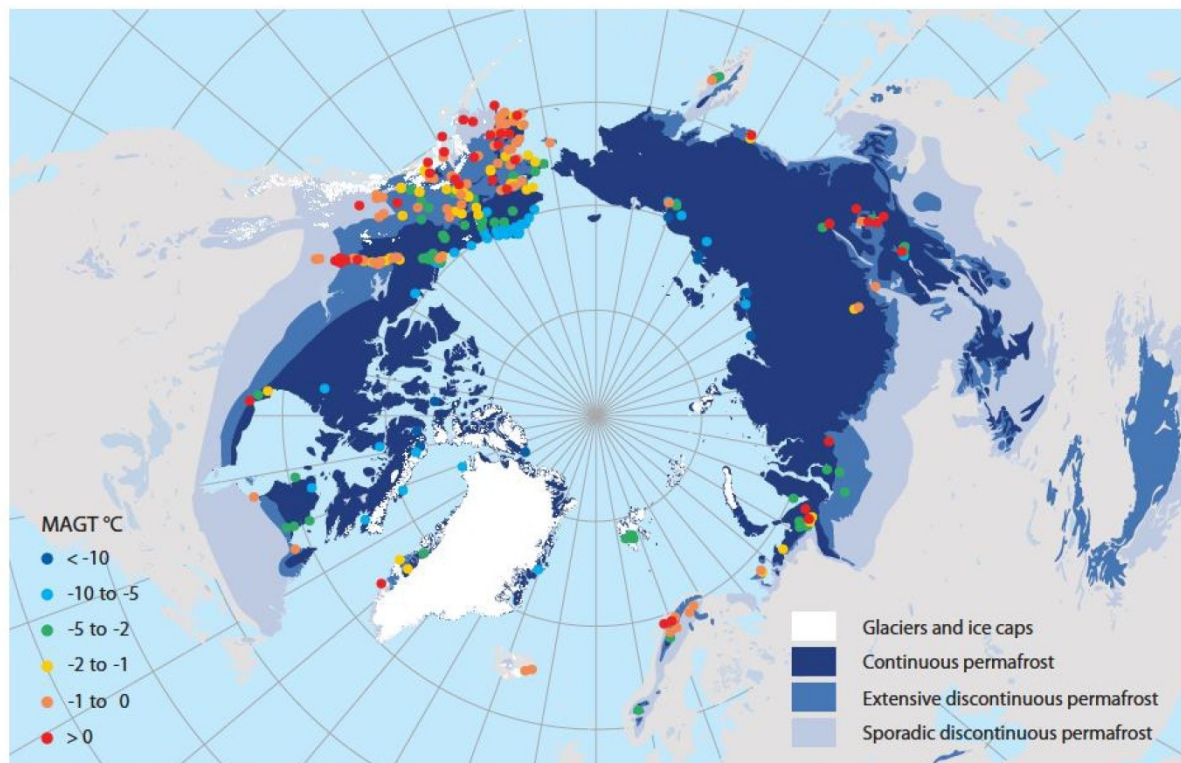 MAGT °C
< -10
-10 to -5
-5 to -2
-2 to -1
-1 to 0
> 0
Glaciers and ice caps
Continuous permafrost
Extensive discontinuous permafrost
Sporadic discontinuous permafrost